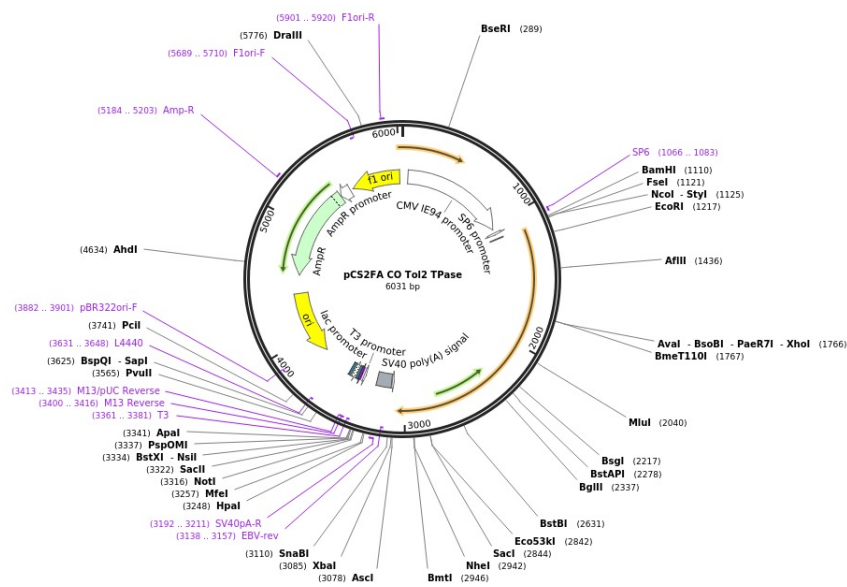 (5901 .. 5920) F1ori-R
(5776) DraIII
(5689 .. 5710) F1ori-F
(5184 .. 5203) Amp-R
BseRI (289)
SP6 (1066 .. 1083)
BamHI (1110)
FseI (1121)
NcoI - StyI (1125)
EcoRI (1217)
AflII (1436)
AvaI - BsoBI - PaeR7I - XhoI (1766)
BmeT110I (1767)
MluI (2040)
BsgI (2217)
BstAPI (2278)
BglII (2337)
BstBI (2631)
Eco53kI (2842)
SacI (2844)
NheI (2942)
BmtI (2946)
(4634) AhdI
(3882 .. 3901) pBR322ori-F
(3741) PciI
(3631 .. 3648) L4440
(3625) BspQI - SapI
(3565) PvuII
(3413 .. 3435) M13/pUC Reverse
(3400 .. 3416) M13 Reverse
(3361 .. 3381) T3
(3341) ApaI
(3337) PspOMI
(3334) BstXI - NsiI
(3322) SacII
(3316) NotI
(3257) MfeI
(3248) HpaI
(3192 .. 3211) SV40pA-R
(3138 .. 3157) EBV-rev
(3110) SnaBI
(3085) XbaI
(3078) AscI
6000
1000
2000
3000
4000
5000
f1 ori
AmpR promoter
AmpR
CMV IE94 promoter
SP6 promoter
pCS2FA CO Tol2 TPase
6031 bp
ori
lac promoter
T3 promoter
SV40 poly(A) signal